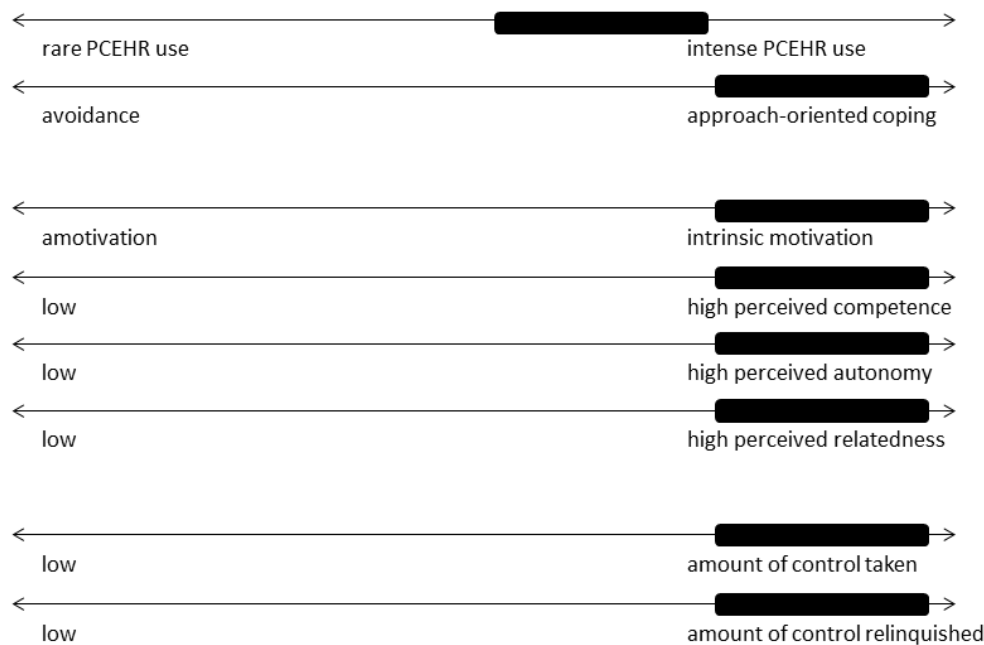 rare PCEHR use intense PCEHR use
avoidance approach-oriented coping
amotivation intrinsic motivation
low high perceived competence
low high perceived autonomy
low high perceived relatedness
low amount of control taken
low amount of control relinquished